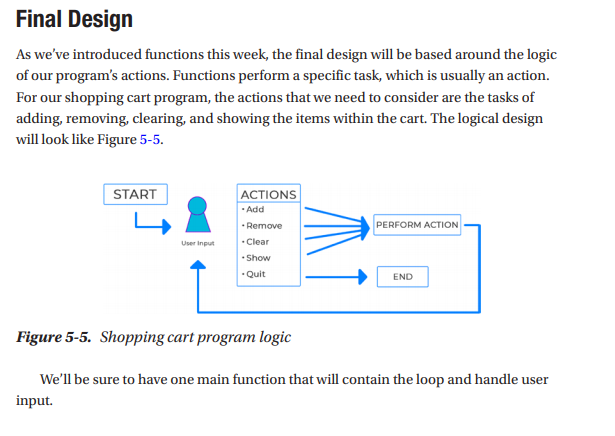 Final Design
As we’ve introduced functions this week, the final design will be based around the logic
of our program’s actions. Functions perform a specific task, which is usually an action.
For our shopping cart program, the actions that we need to consider are the tasks of
adding, removing, clearing, and showing the items within the cart. The logical design
will look like Figure 5-5.
START
User Input
ACTIONS
• Add
• Remove
• Clear
• Show
• Quit
PERFORM ACTION
END
Figure 5-5. Shopping cart program logic
We’ll be sure to have one main function that will contain the loop and handle user
input.